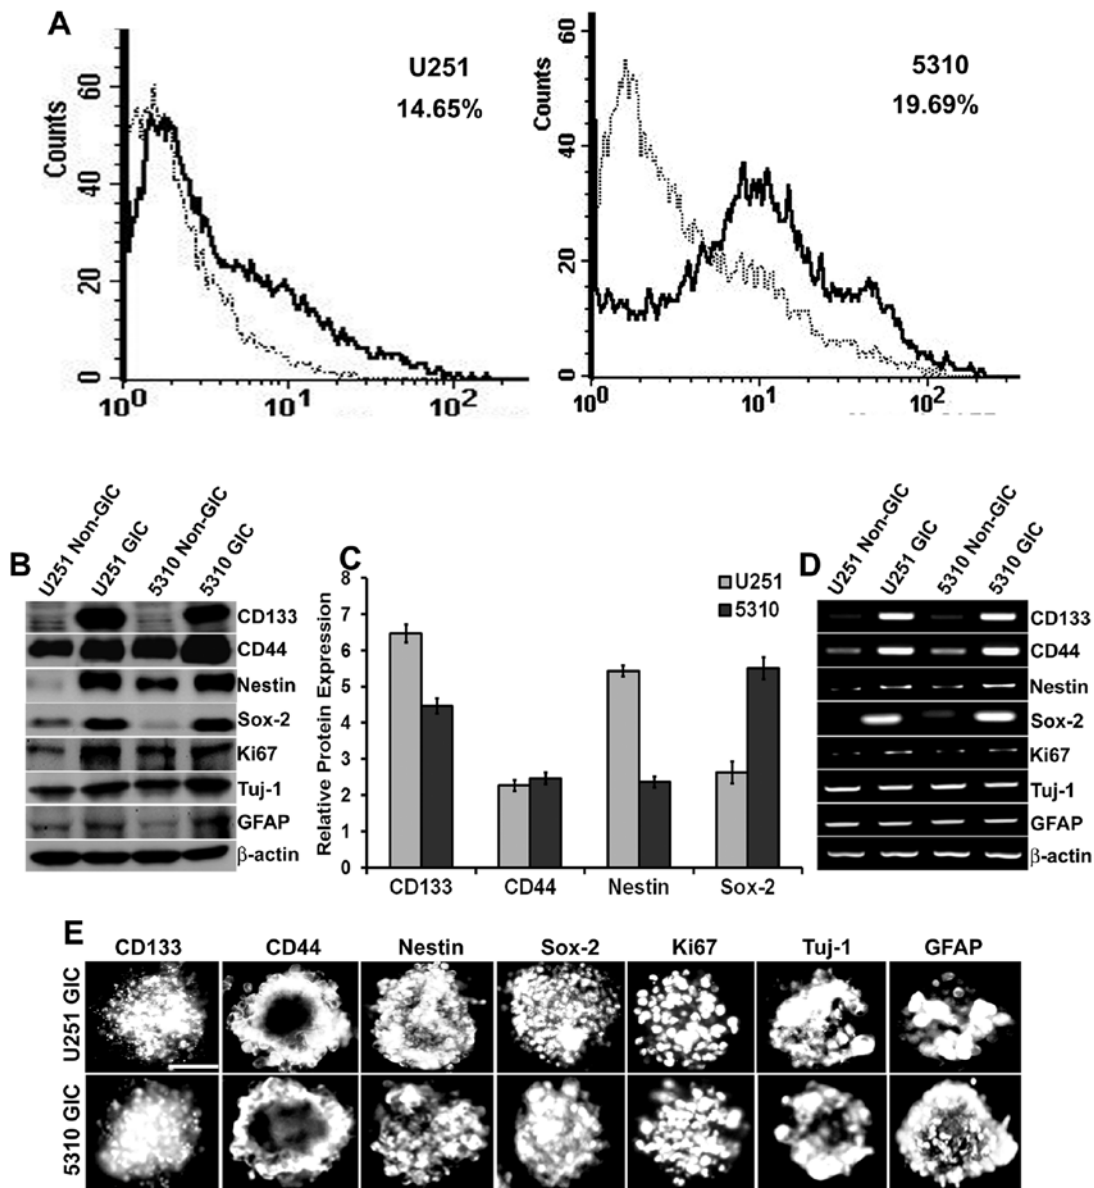 A
U251
14.65%
Counts
60
40
20
0
10⁰ 10¹ 10²
5310
19.69%
Counts
60
40
20
0
10⁰ 10¹ 10²
B
U251 Non-GIC
U251 GIC
5310 Non-GIC
5310 GIC
CD133
CD44
Nestin
Sox-2
Ki67
Tuj-1
GFAP
β-actin
C
Relative Protein Expression
8
7
6
5
4
3
2
1
0
U251
5310
CD133 CD44 Nestin Sox-2
D
U251 Non-GIC
U251 GIC
5310 Non-GIC
5310 GIC
CD133
CD44
Nestin
Sox-2
Ki67
Tuj-1
GFAP
β-actin
E
CD133 CD44 Nestin Sox-2 Ki67 Tuj-1 GFAP
U251 GIC
5310 GIC